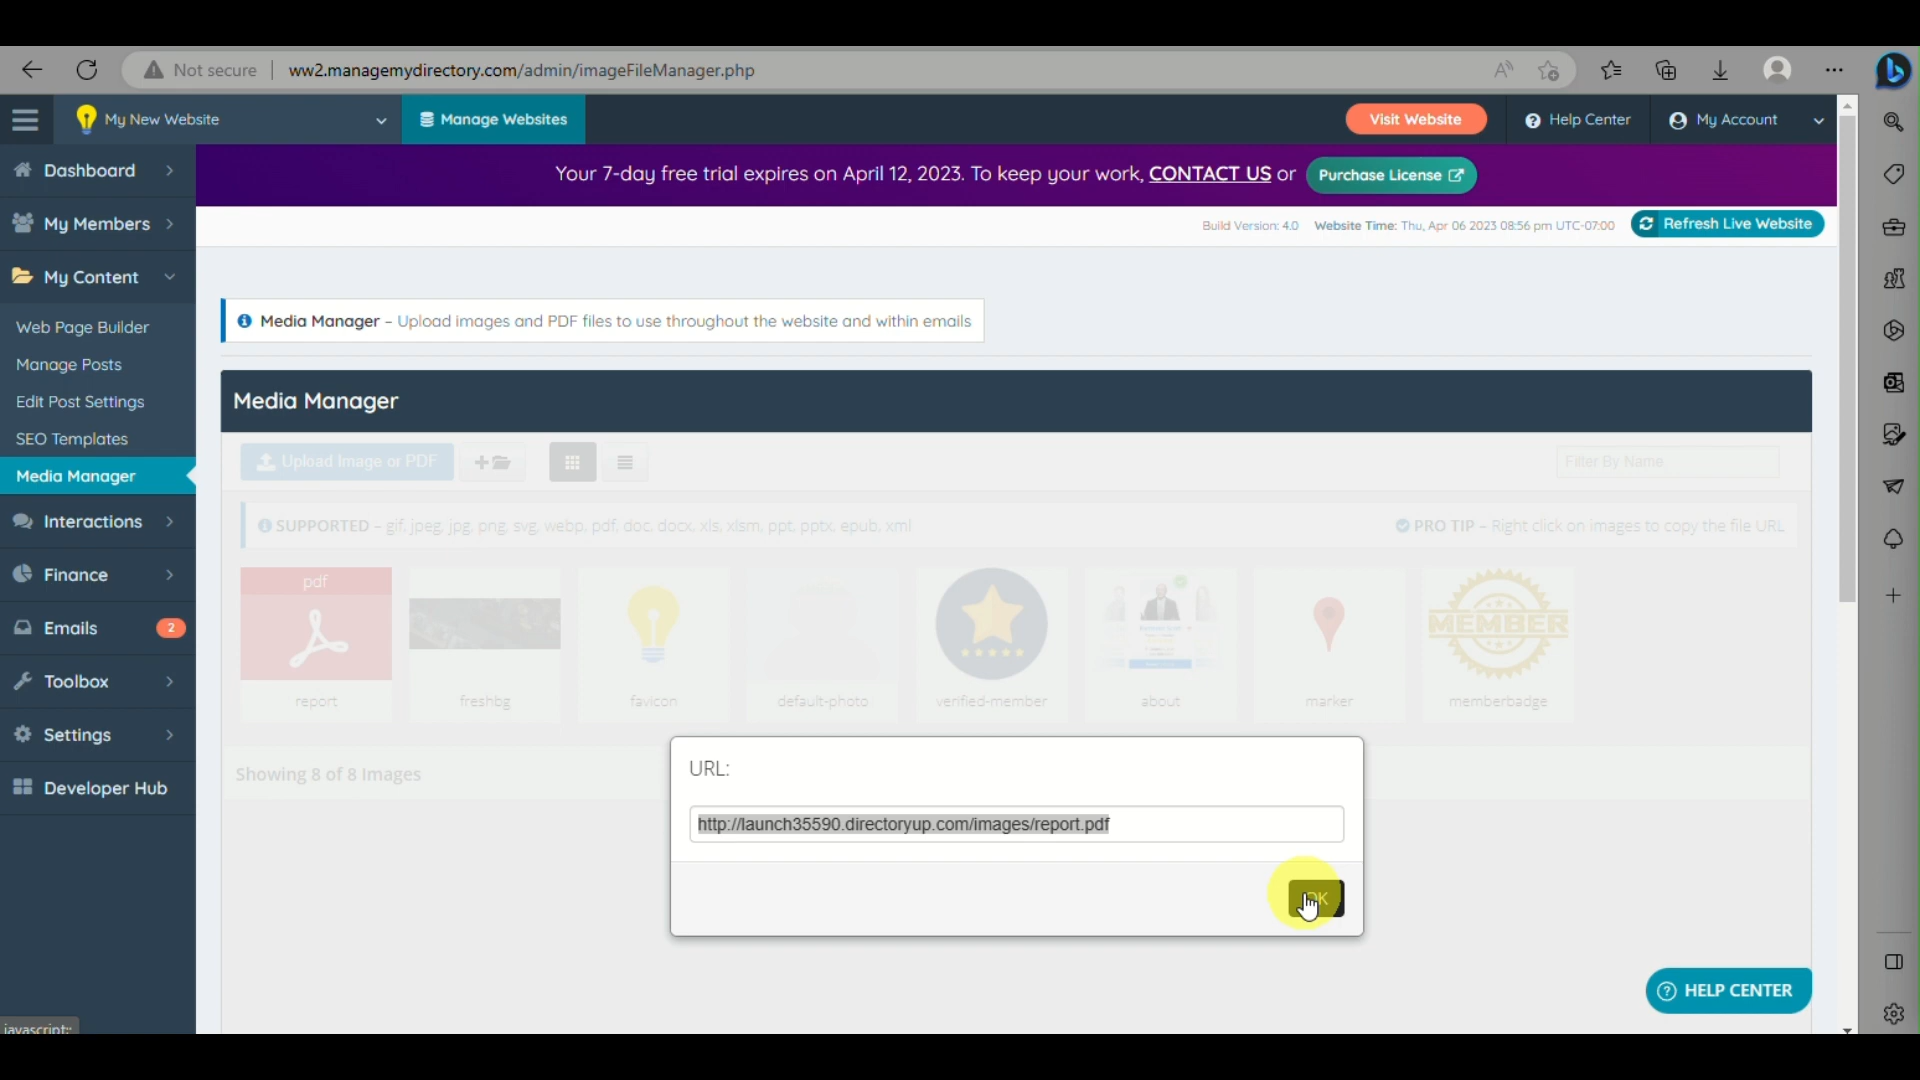 Not secure
ww2.managemydirectory.com/admin/imageFileManager.php
My New Website
Manage Websites
Visit Website
Help Center
My Account
Dashboard
Your 7-day free trial expires on April 12, 2023. To keep your work, CONTACT US or Purchase License
My Members
Build Version: 4.0 Website Time: Thu, Apr 06 2023 08:56 pm UTC-07:00
Refresh Live Website
My Content
Media Manager - Upload images and PDF files to use throughout the website and within emails
Web Page Builder
Manage Posts
Edit Post Settings
SEO Templates
Media Manager
Interactions
Finance
Emails 2
Toolbox
Settings
Developer Hub
Media Manager
Upload Image or PDF
Filter By Name
SUPPORTED - gif, jpeg, jpg, png, svg, webp, pdf, doc, docx, xls, xlsm, ppt, pptx, epub, xml
PRO TIP - Right click on images to copy the file URL
pdf
MEMBER
report
freshbg
favicon
default-photo
verified-member
about
marker
memberbadge
Showing 8 of 8 Images
URL:
http://launch35590.directoryup.com/images/report.pdf
OK
HELP CENTER
javascript:;